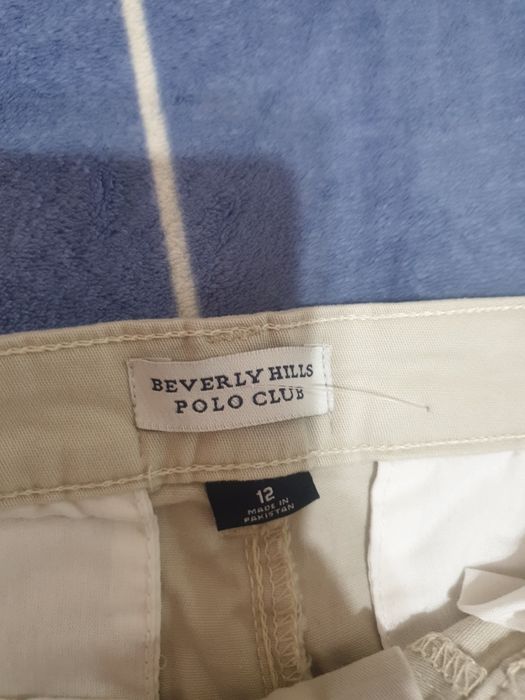 BEVERLY HILLS
POLO CLUB
12
MADE IN
PAKISTAN